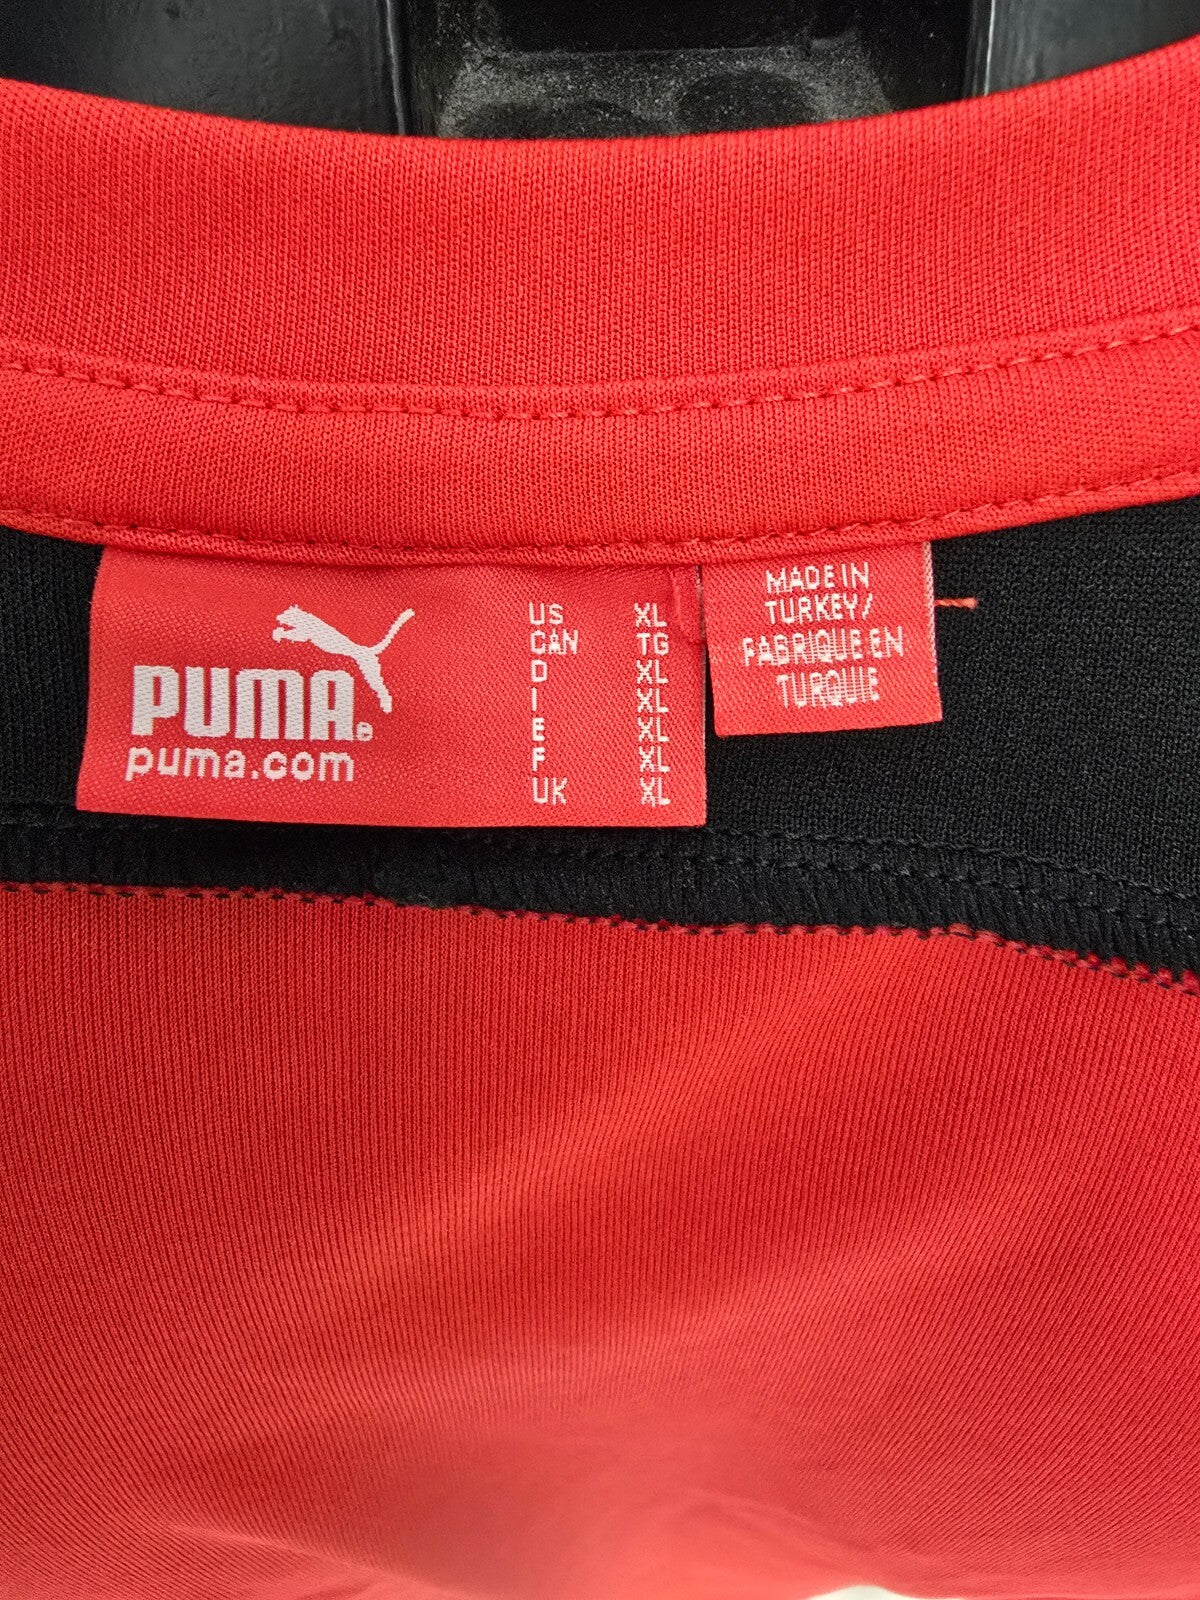 PUMA®
puma.com
US XL
CAN TG
D XL
I XL
E XL
F XL
UK XL
MADE IN
TURKEY/
FABRIQUE EN
TURQUIE